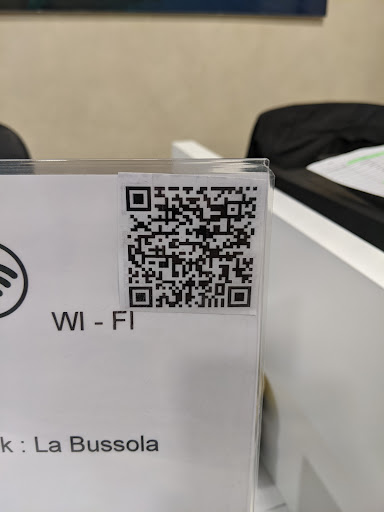 WI - FI
k : La Bussola